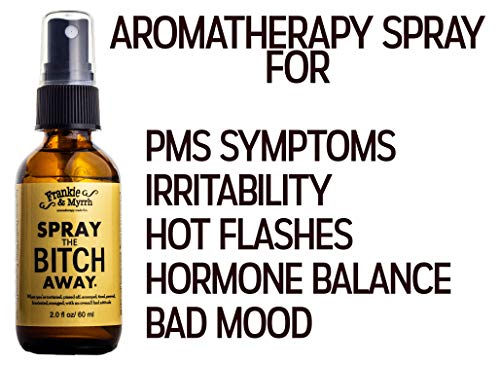 AROMATHERAPY SPRAY
FOR
PMS SYMPTOMS
IRRITABILITY
HOT FLASHES
HORMONE BALANCE
BAD MOOD
Frankie
& Myrrh
SPRAY
THE
BITCH
AWAY.
2.0 fl oz/ 60 ml